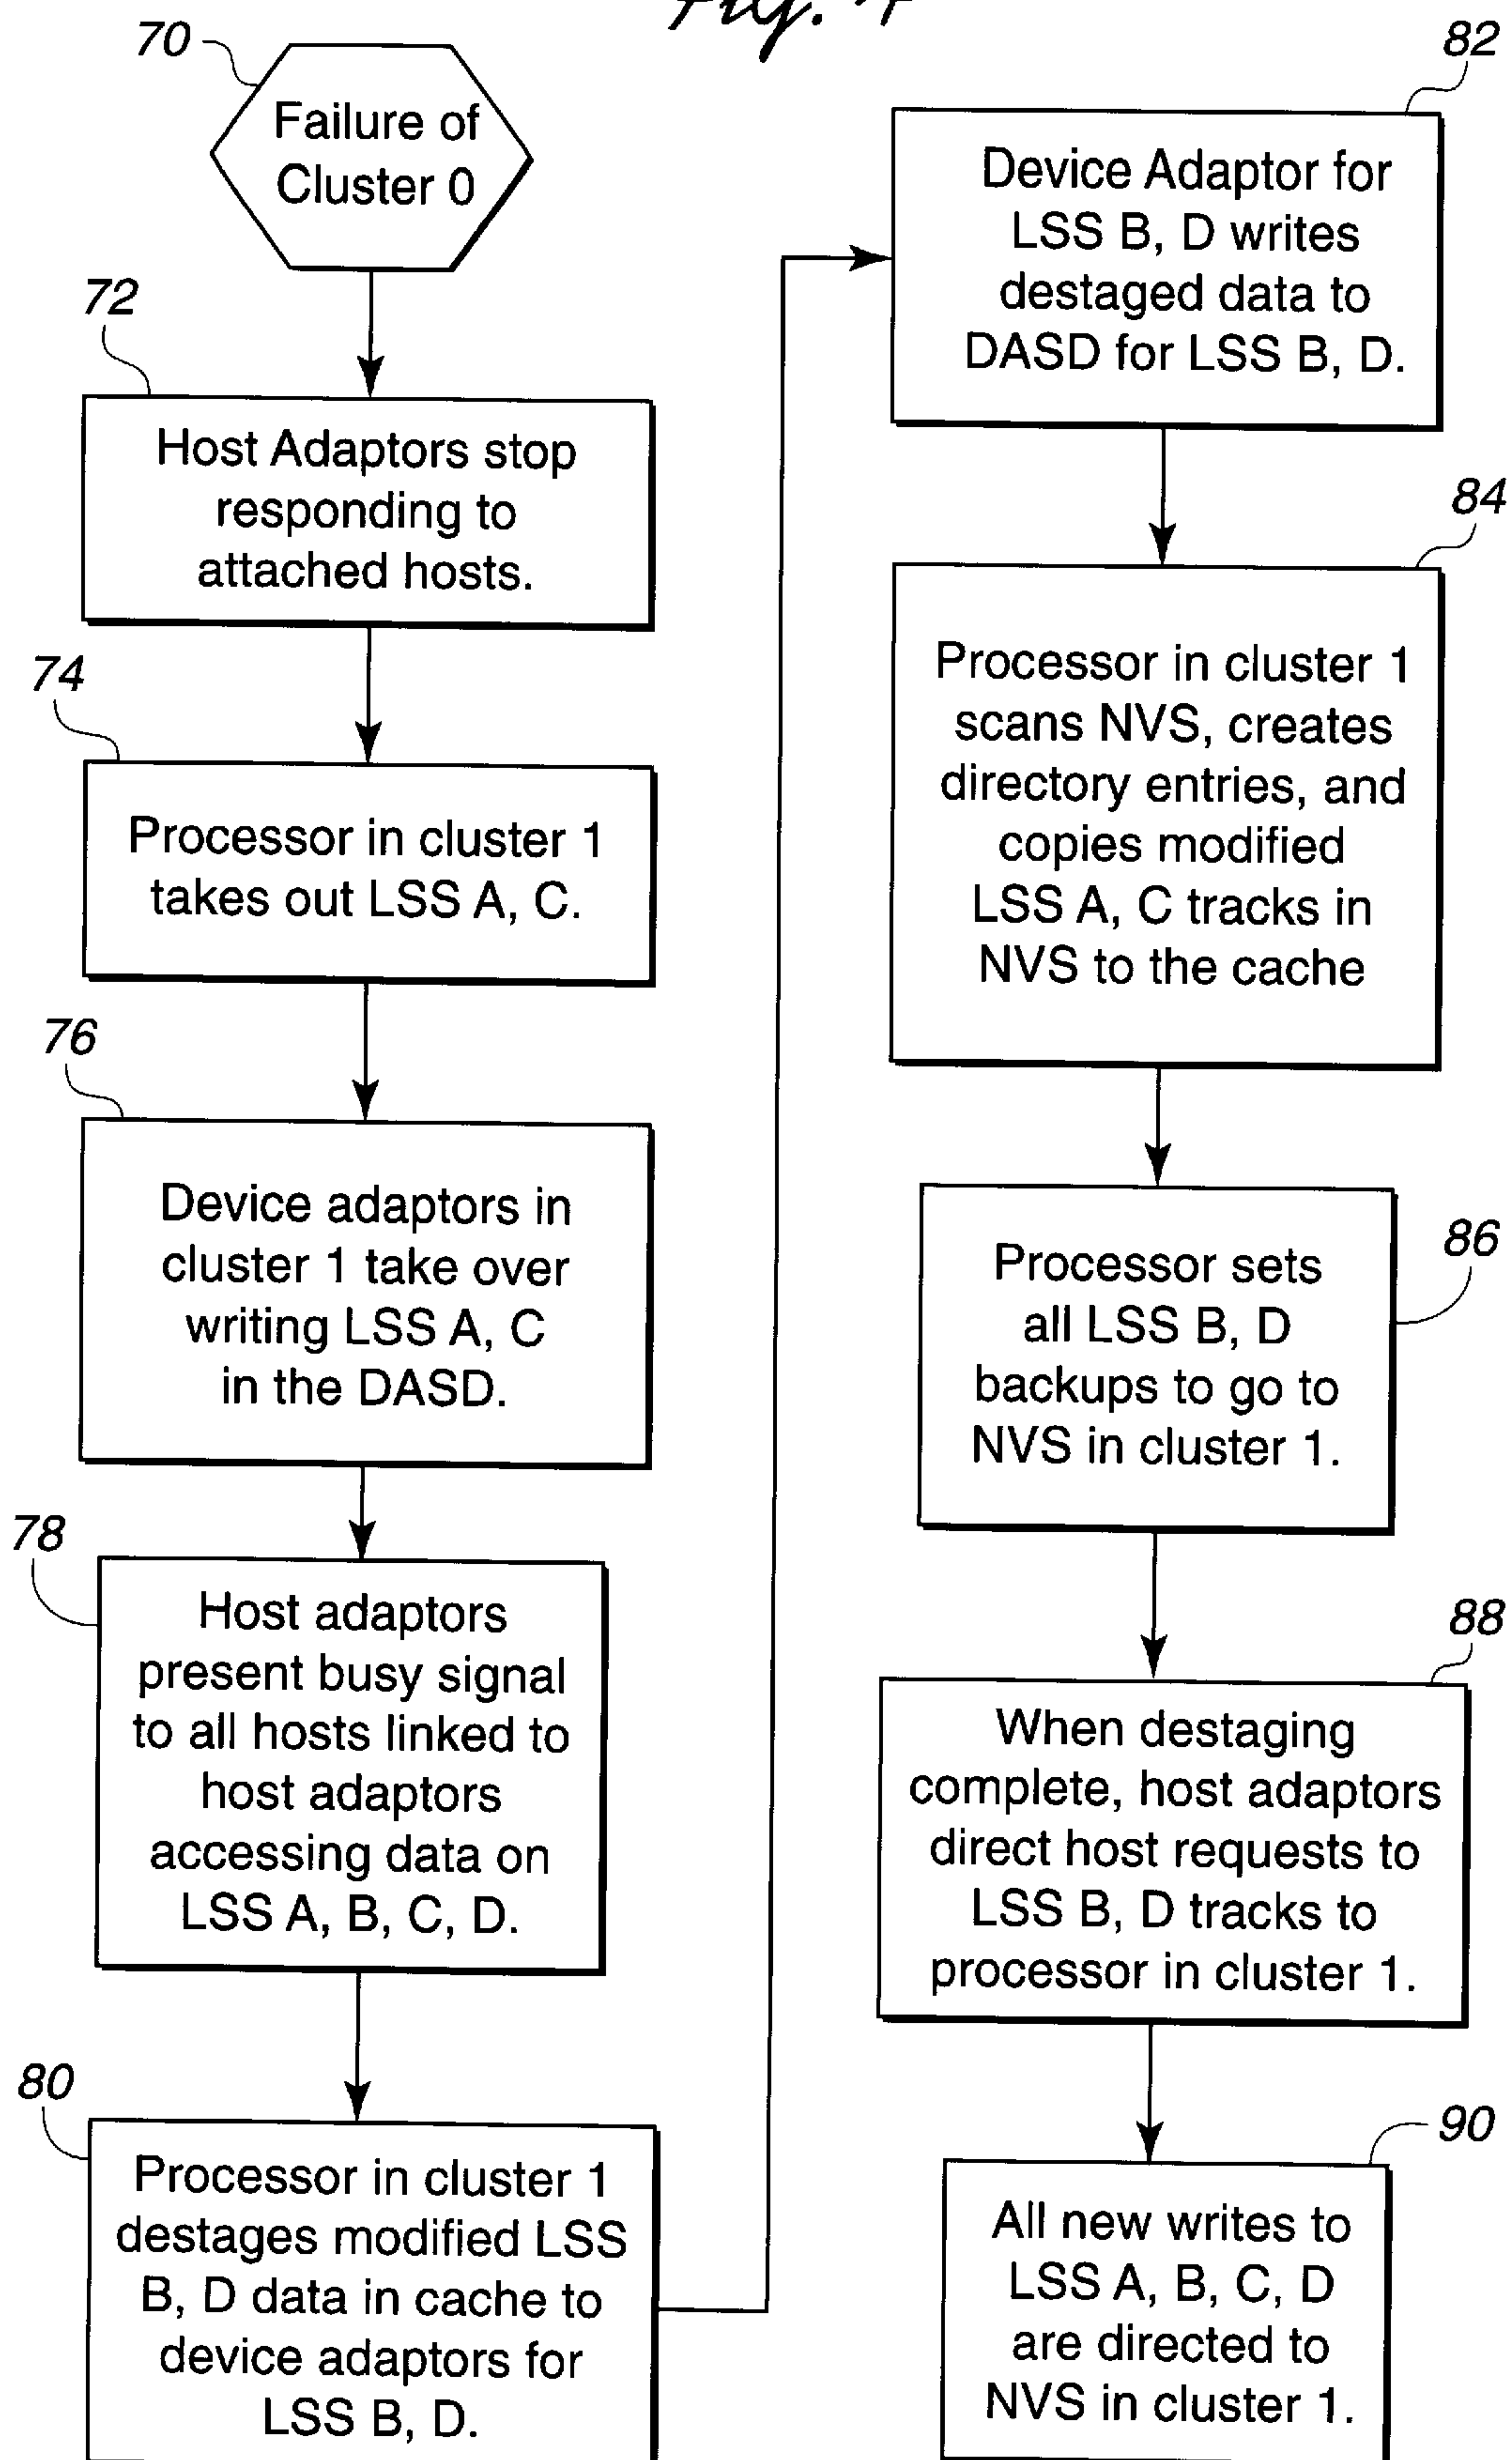 Fig. 4
70
Failure of
Cluster 0
72
Host Adaptors stop
responding to
attached hosts.
74
Processor in cluster 1
takes out LSS A, C.
76
Device adaptors in
cluster 1 take over
writing LSS A, C
in the DASD.
78
Host adaptors
present busy signal
to all hosts linked to
host adaptors
accessing data on
LSS A, B, C, D.
80
Processor in cluster 1
destages modified LSS
B, D data in cache to
device adaptors for
LSS B, D.
82
Device Adaptor for
LSS B, D writes
destaged data to
DASD for LSS B, D.
84
Processor in cluster 1
scans NVS, creates
directory entries, and
copies modified
LSS A, C tracks in
NVS to the cache
86
Processor sets
all LSS B, D
backups to go to
NVS in cluster 1.
88
When destaging
complete, host adaptors
direct host requests to
LSS B, D tracks to
processor in cluster 1.
90
All new writes to
LSS A, B, C, D
are directed to
NVS in cluster 1.